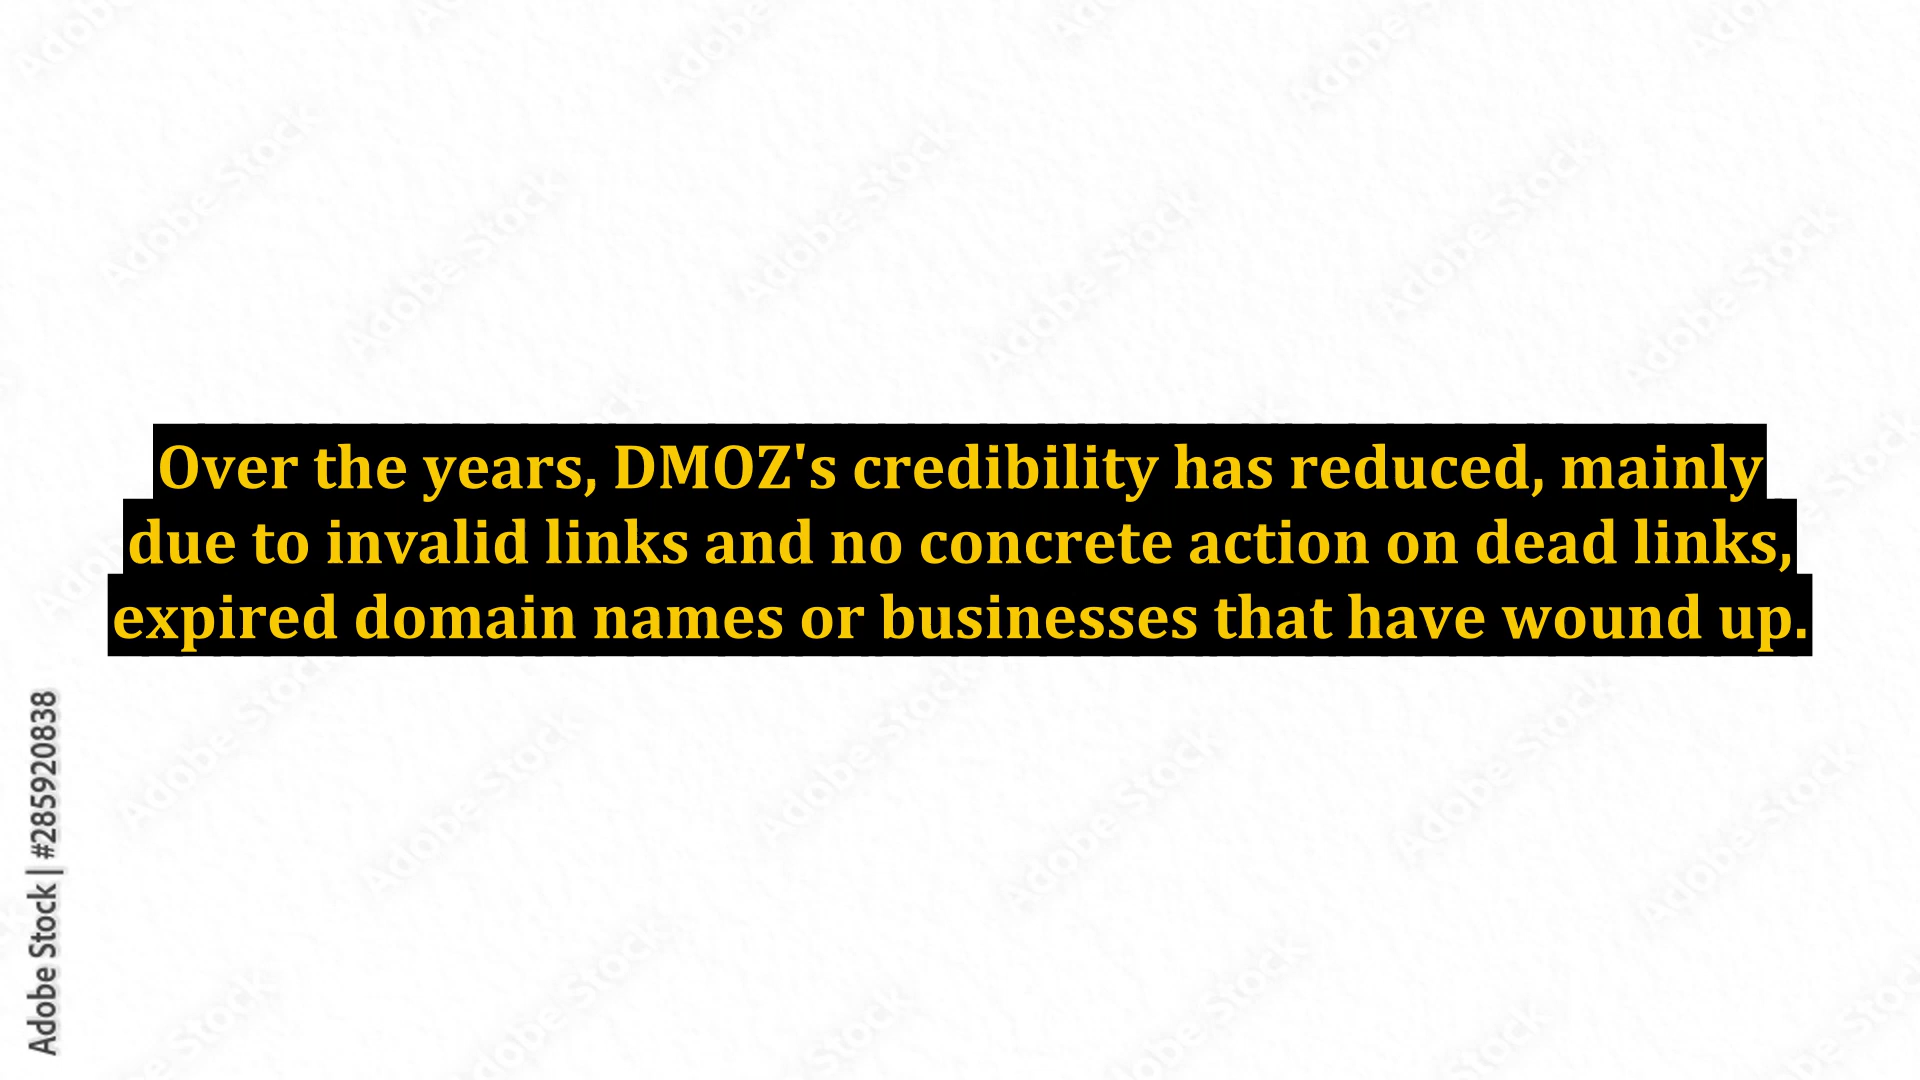 Over the years, DMOZ's credibility has reduced, mainly
due to invalid links and no concrete action on dead links,
expired domain names or businesses that have wound up.
Adobe Stock | #285920838